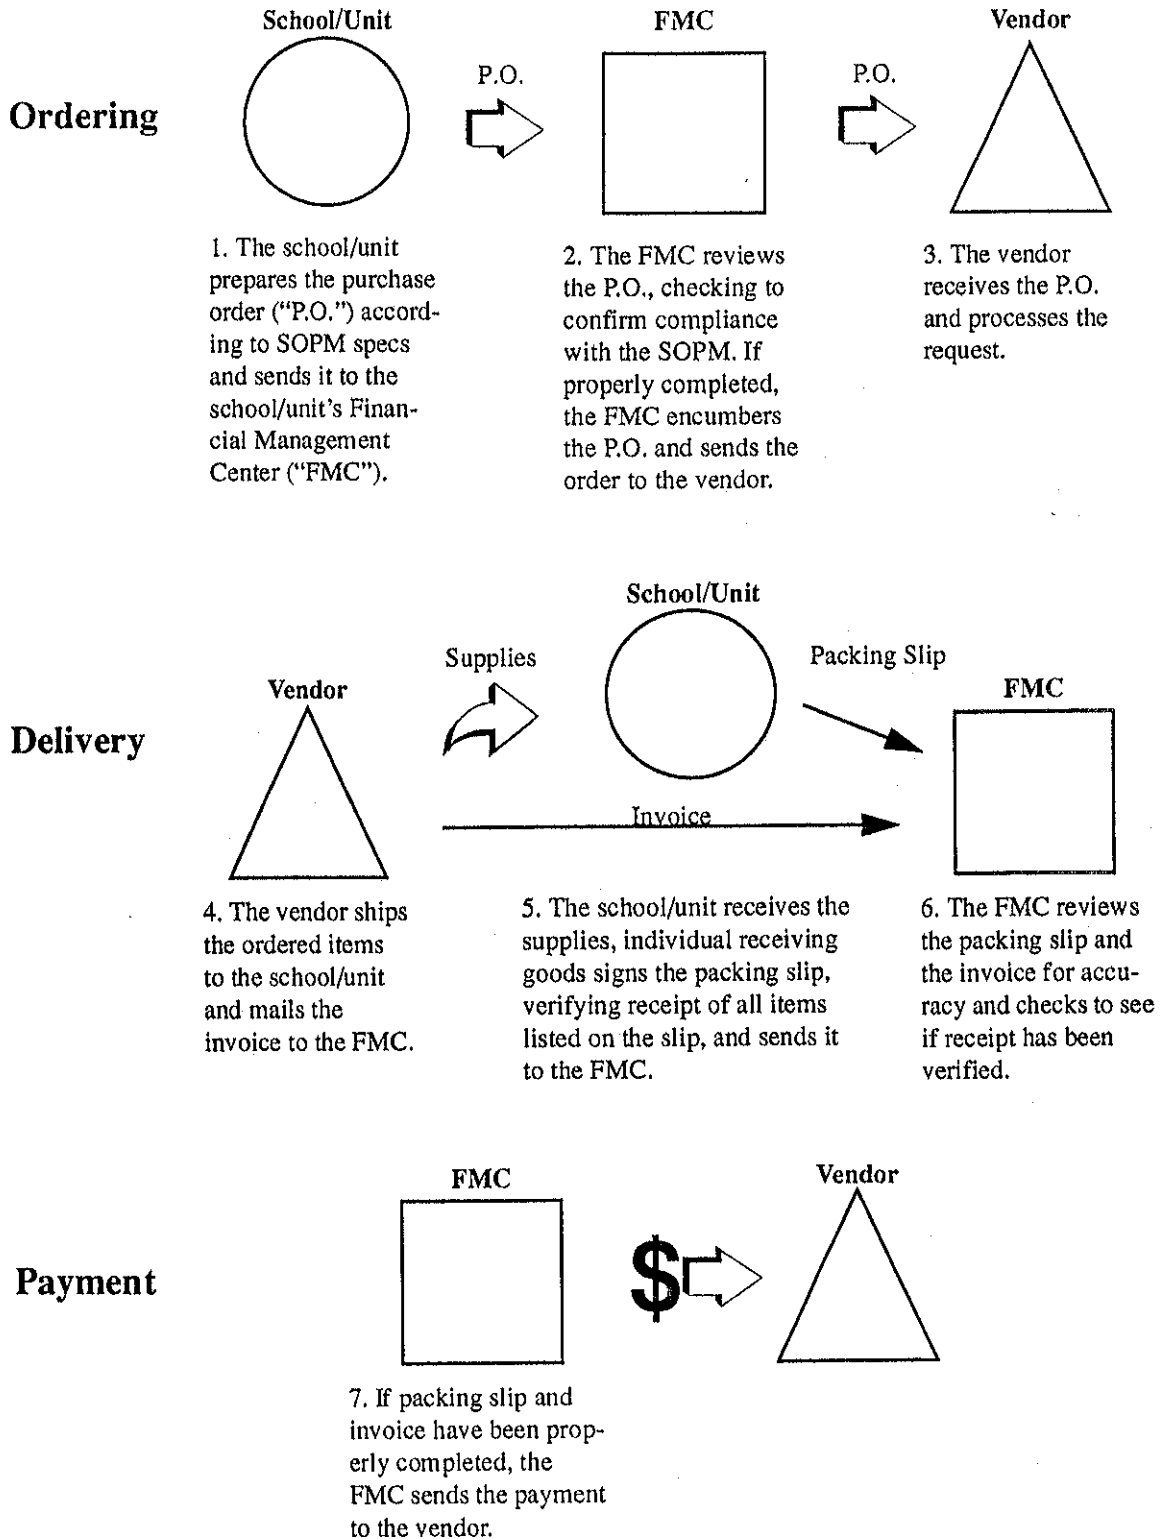 School/Unit
FMC
Vendor
P.O.
P.O.
Ordering
1. The school/unit
prepares the purchase
order (“P.O.”) accord-
ing to SOPM specs
and sends it to the
school/unit’s Finan-
cial Management
Center (“FMC”).
2. The FMC reviews
the P.O., checking to
confirm compliance
with the SOPM. If
properly completed,
the FMC encumbers
the P.O. and sends the
order to the vendor.
3. The vendor
receives the P.O.
and processes the
request.
School/Unit
Supplies
Packing Slip
Vendor
FMC
Delivery
Invoice
4. The vendor ships
the ordered items
to the school/unit
and mails the
invoice to the FMC.
5. The school/unit receives the
supplies, individual receiving
goods signs the packing slip,
verifying receipt of all items
listed on the slip, and sends it
to the FMC.
6. The FMC reviews
the packing slip and
the invoice for accu-
racy and checks to see
if receipt has been
verified.
FMC
Vendor
$
Payment
7. If packing slip and
invoice have been prop-
erly completed, the
FMC sends the payment
to the vendor.